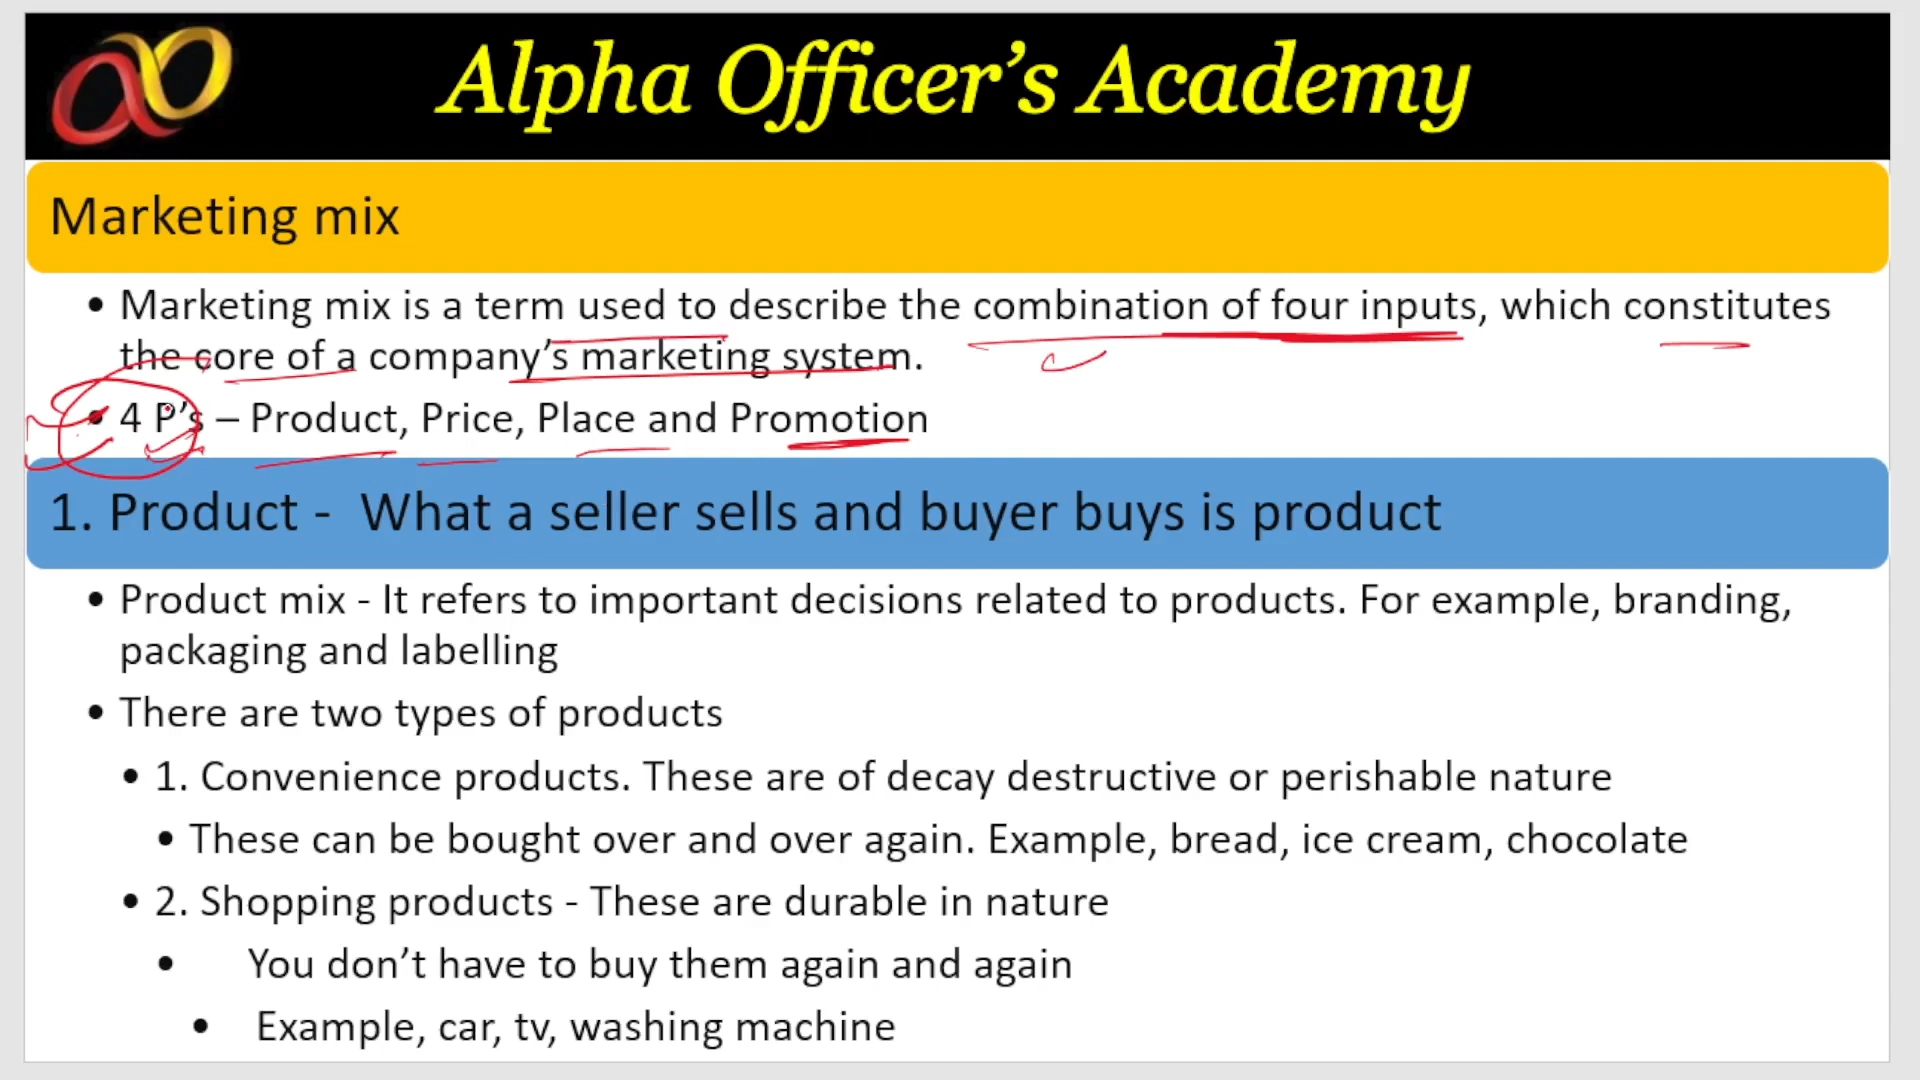 Alpha Officer’s Academy
Marketing mix
• Marketing mix is a term used to describe the combination of four inputs, which constitutes
the core of a company’s marketing system.
• 4 P’s – Product, Price, Place and Promotion
1. Product -  What a seller sells and buyer buys is product
• Product mix - It refers to important decisions related to products. For example, branding,
packaging and labelling
• There are two types of products
• 1. Convenience products. These are of decay destructive or perishable nature
• These can be bought over and over again. Example, bread, ice cream, chocolate
• 2. Shopping products - These are durable in nature
• You don’t have to buy them again and again
• Example, car, tv, washing machine